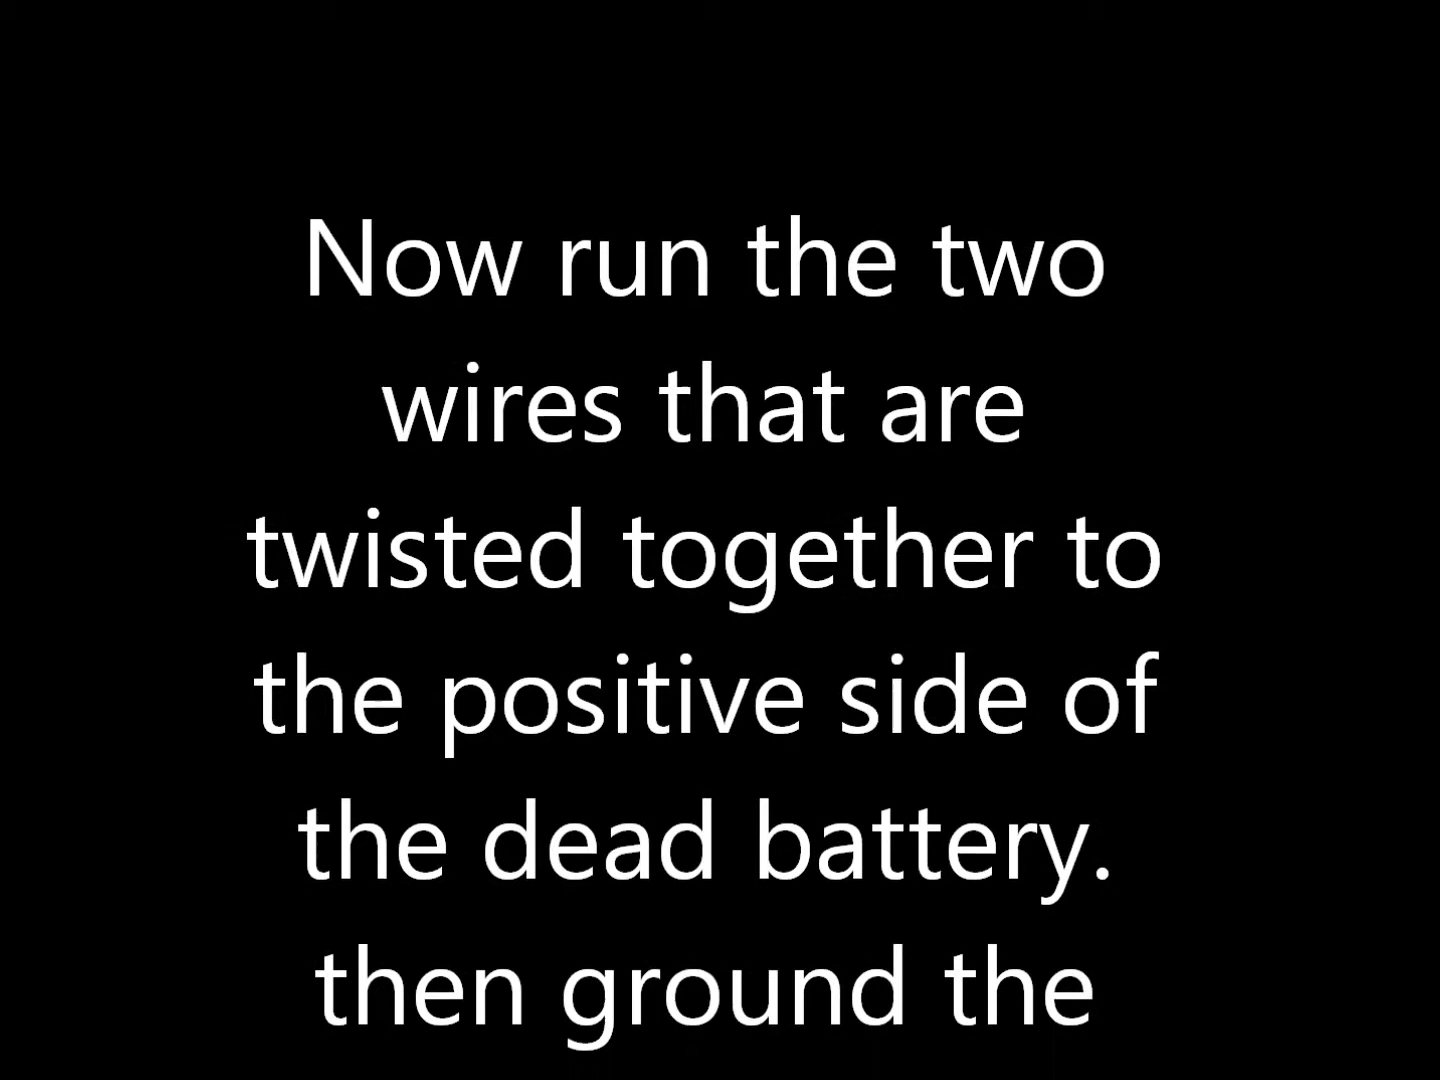 Now run the two
wires that are
twisted together to
the positive side of
the dead battery.
then ground the